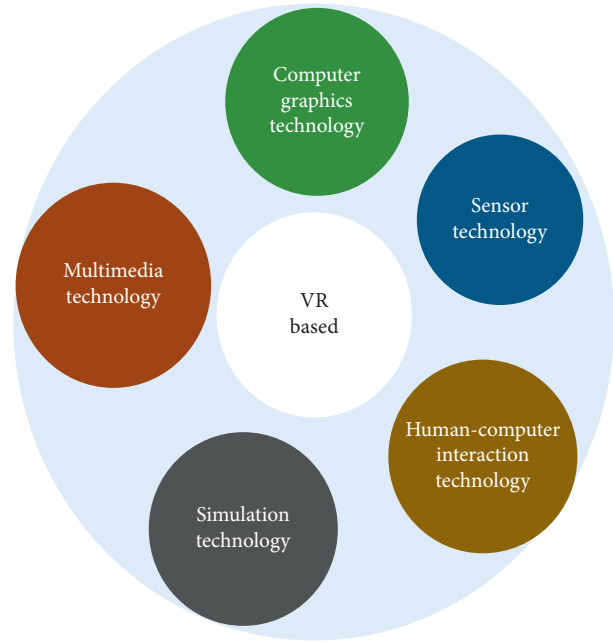 Computer
graphics
technology
Sensor
technology
Multimedia
technology
VR
based
Human-computer
interaction
technology
Simulation
technology